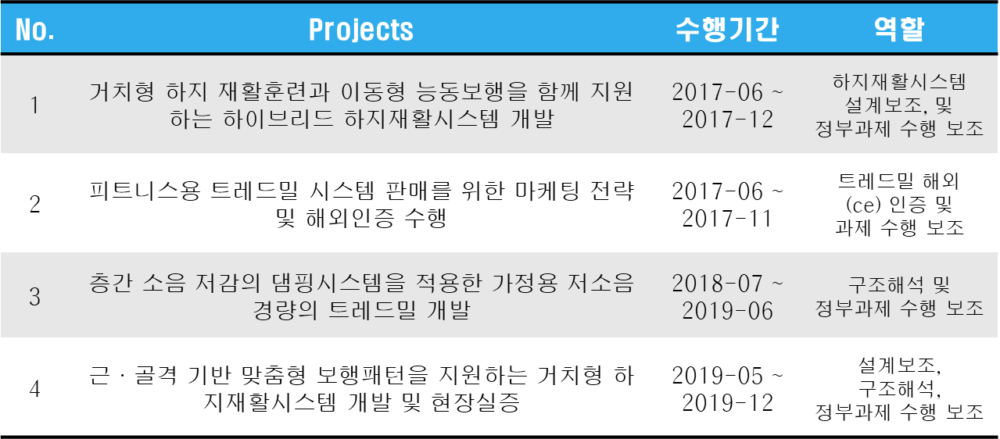 No. Projects 수행기간 역할
1
거치형 하지 재활훈련과 이동형 능동보행을 함께 지원
하는 하이브리드 하지재활시스템 개발
2017-06 ~
2017-12
하지재활시스템
설계보조, 및
정부과제 수행 보조
2
피트니스용 트레드밀 시스템 판매를 위한 마케팅 전략
및 해외인증 수행
2017-06 ~
2017-11
트레드밀 해외
(ce) 인증 및
과제 수행 보조
3
층간 소음 저감의 댐핑시스템을 적용한 가정용 저소음
경량의 트레드밀 개발
2018-07 ~
2019-06
구조해석 및
정부과제 수행 보조
4
근·골격 기반 맞춤형 보행패턴을 지원하는 거치형 하
지재활시스템 개발 및 현장실증
2019-05 ~
2019-12
설계보조,
구조해석,
정부과제 수행 보조